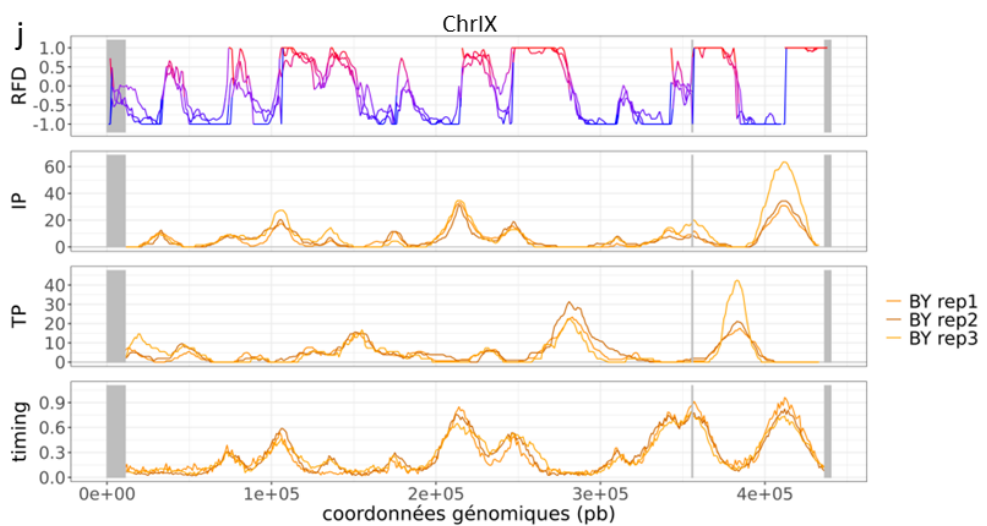 j
ChrIX
RFD
1.0
0.5
0.0
-0.5
-1.0
IP
60
40
20
0
TP
40
30
20
10
0
BY rep1
BY rep2
BY rep3
timing
0.9
0.6
0.3
0.0
0e+00 1e+05 2e+05 3e+05 4e+05
coordonnées génomiques (pb)